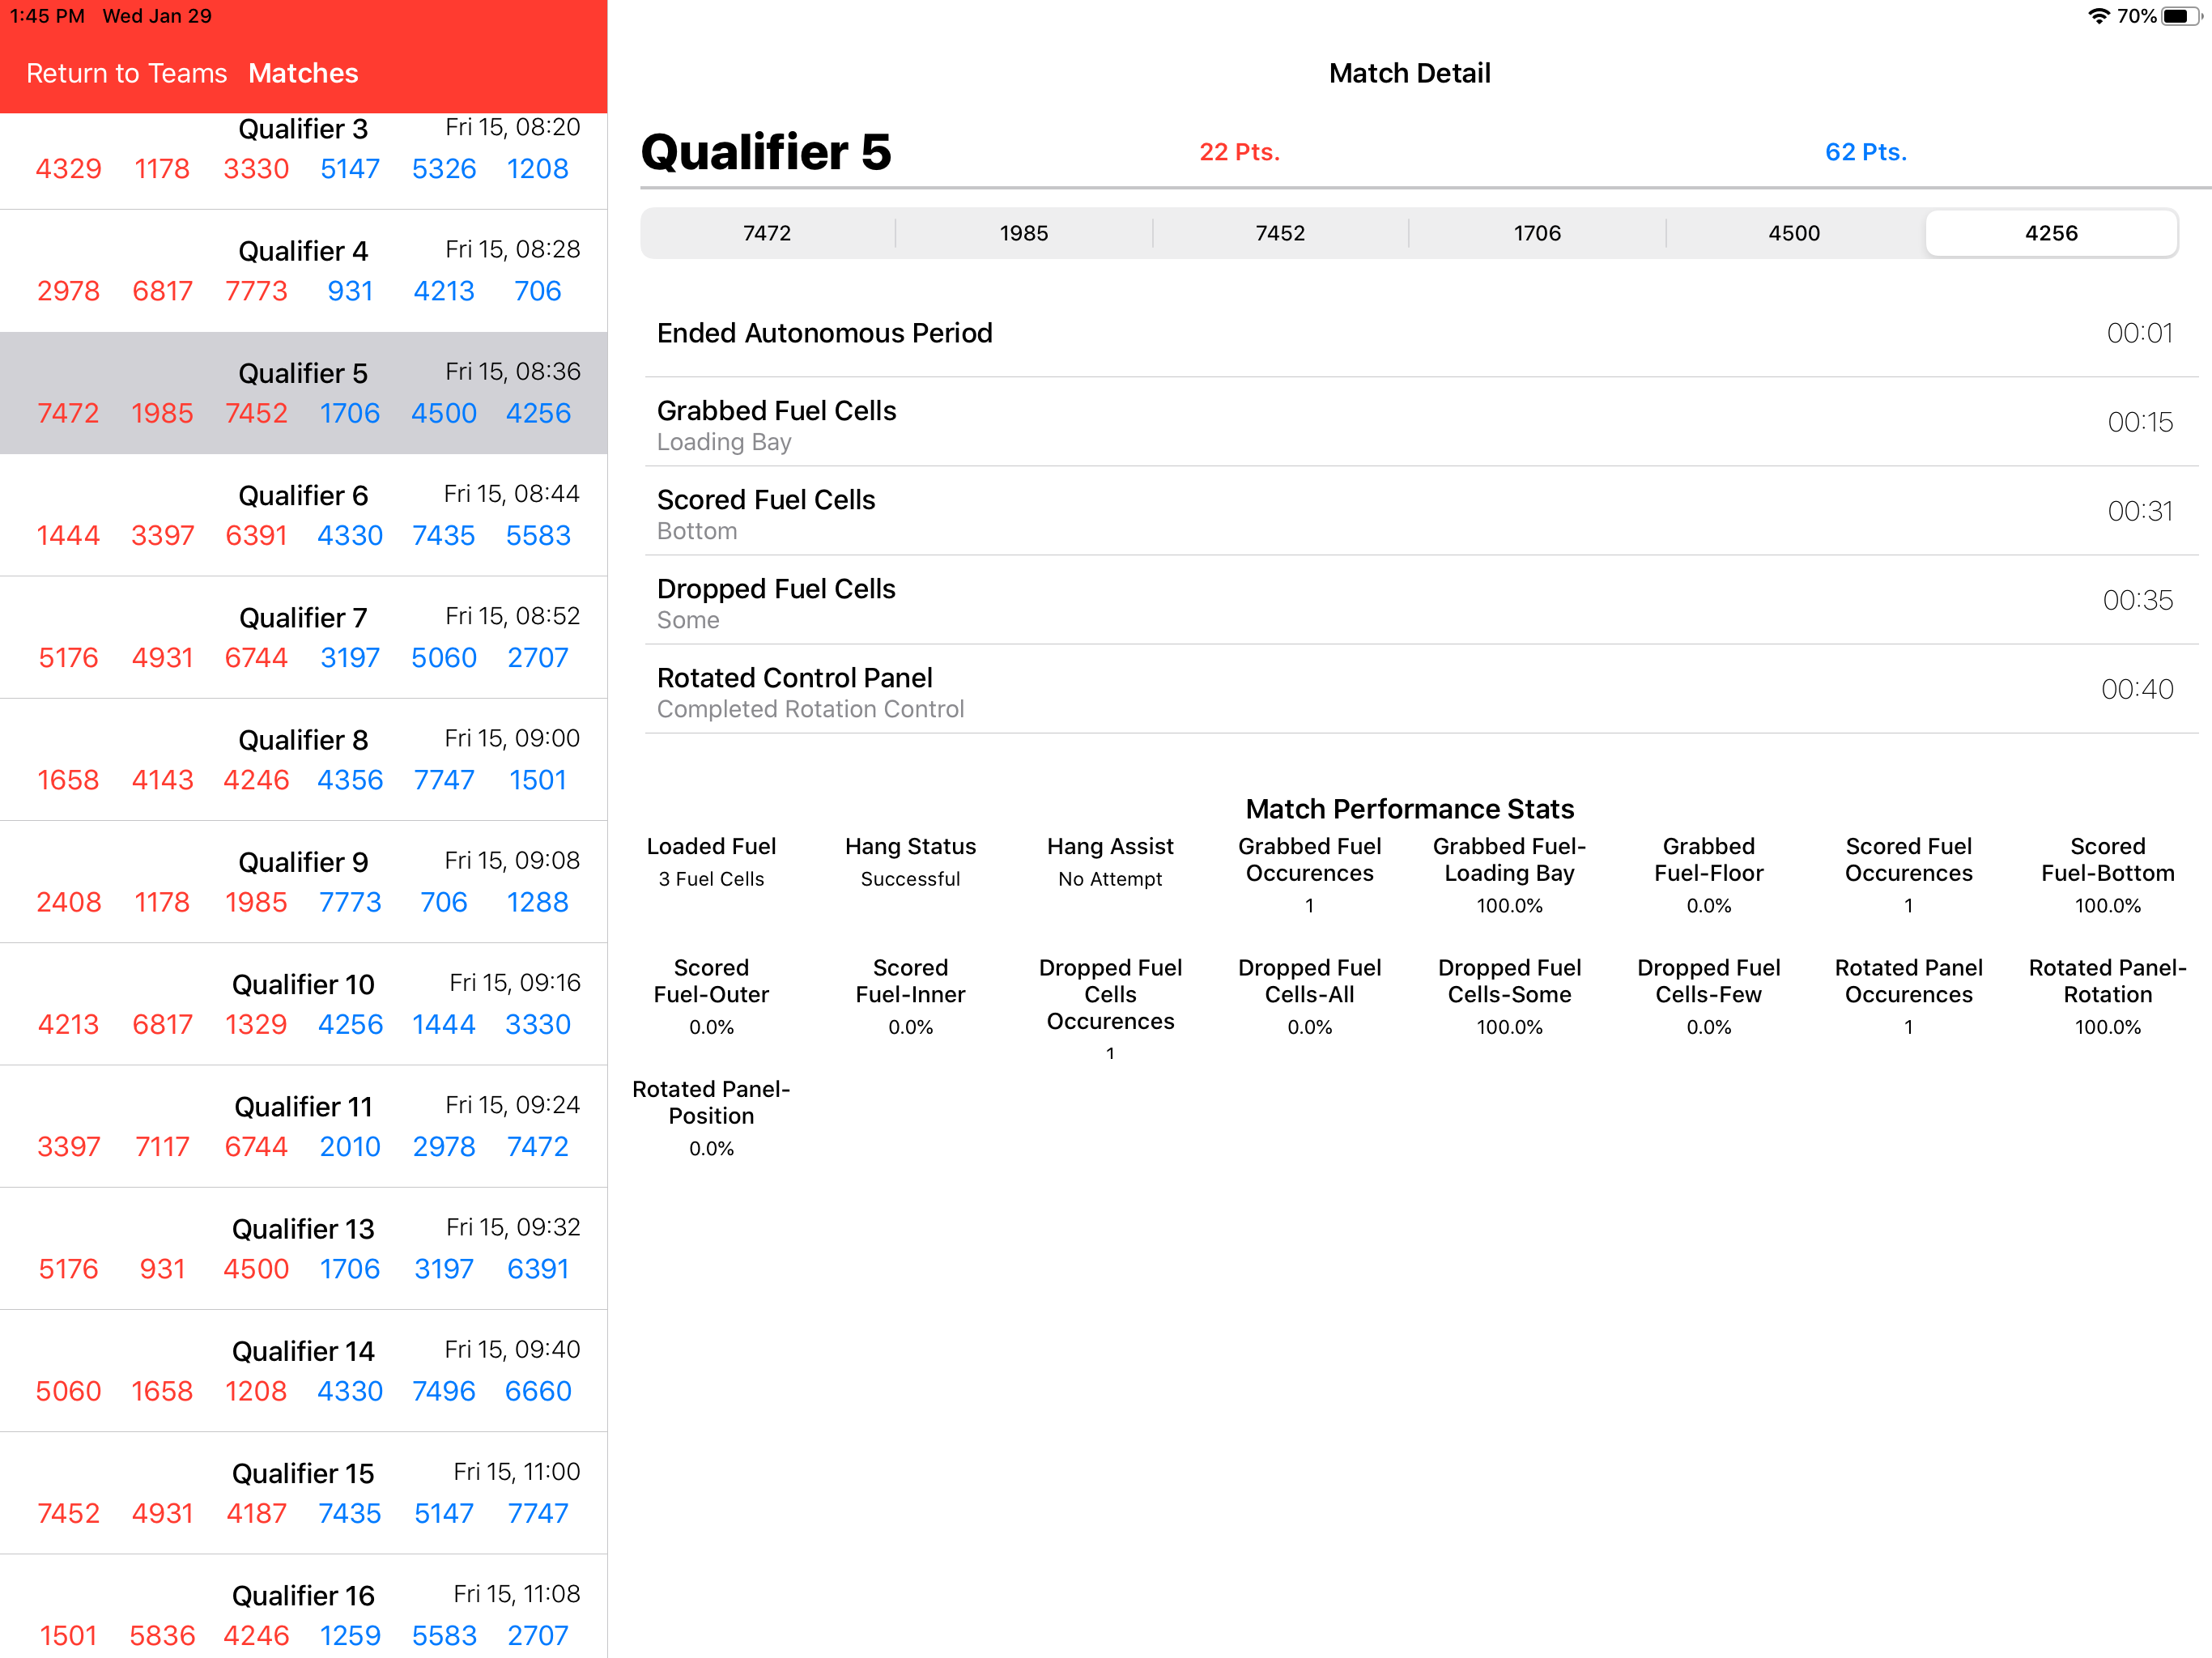 1:45 PM Wed Jan 29
70%
Return to Teams Matches
Qualifier 3 Fri 15, 08:20
4329 1178 3330 5147 5326 1208
Qualifier 4 Fri 15, 08:28
2978 6817 7773 931 4213 706
Qualifier 5 Fri 15, 08:36
7472 1985 7452 1706 4500 4256
Qualifier 6 Fri 15, 08:44
1444 3397 6391 4330 7435 5583
Qualifier 7 Fri 15, 08:52
5176 4931 6744 3197 5060 2707
Qualifier 8 Fri 15, 09:00
1658 4143 4246 4356 7747 1501
Qualifier 9 Fri 15, 09:08
2408 1178 1985 7773 706 1288
Qualifier 10 Fri 15, 09:16
4213 6817 1329 4256 1444 3330
Qualifier 11 Fri 15, 09:24
3397 7117 6744 2010 2978 7472
Qualifier 13 Fri 15, 09:32
5176 931 4500 1706 3197 6391
Qualifier 14 Fri 15, 09:40
5060 1658 1208 4330 7496 6660
Qualifier 15 Fri 15, 11:00
7452 4931 4187 7435 5147 7747
Qualifier 16 Fri 15, 11:08
1501 5836 4246 1259 5583 2707
Match Detail
Qualifier 5 22 Pts. 62 Pts.
7472 1985 7452 1706 4500 4256
Ended Autonomous Period 00:01
Grabbed Fuel Cells 00:15
Loading Bay
Scored Fuel Cells 00:31
Bottom
Dropped Fuel Cells 00:35
Some
Rotated Control Panel 00:40
Completed Rotation Control
Match Performance Stats
Loaded Fuel
3 Fuel Cells
Hang Status
Successful
Hang Assist
No Attempt
Grabbed Fuel
Occurences
1
Grabbed Fuel-
Loading Bay
100.0%
Grabbed
Fuel-Floor
0.0%
Scored Fuel
Occurences
1
Scored
Fuel-Bottom
100.0%
Scored
Fuel-Outer
0.0%
Scored
Fuel-Inner
0.0%
Dropped Fuel
Cells
Occurences
1
Dropped Fuel
Cells-All
0.0%
Dropped Fuel
Cells-Some
100.0%
Dropped Fuel
Cells-Few
0.0%
Rotated Panel
Occurences
1
Rotated Panel-
Rotation
100.0%
Rotated Panel-
Position
0.0%